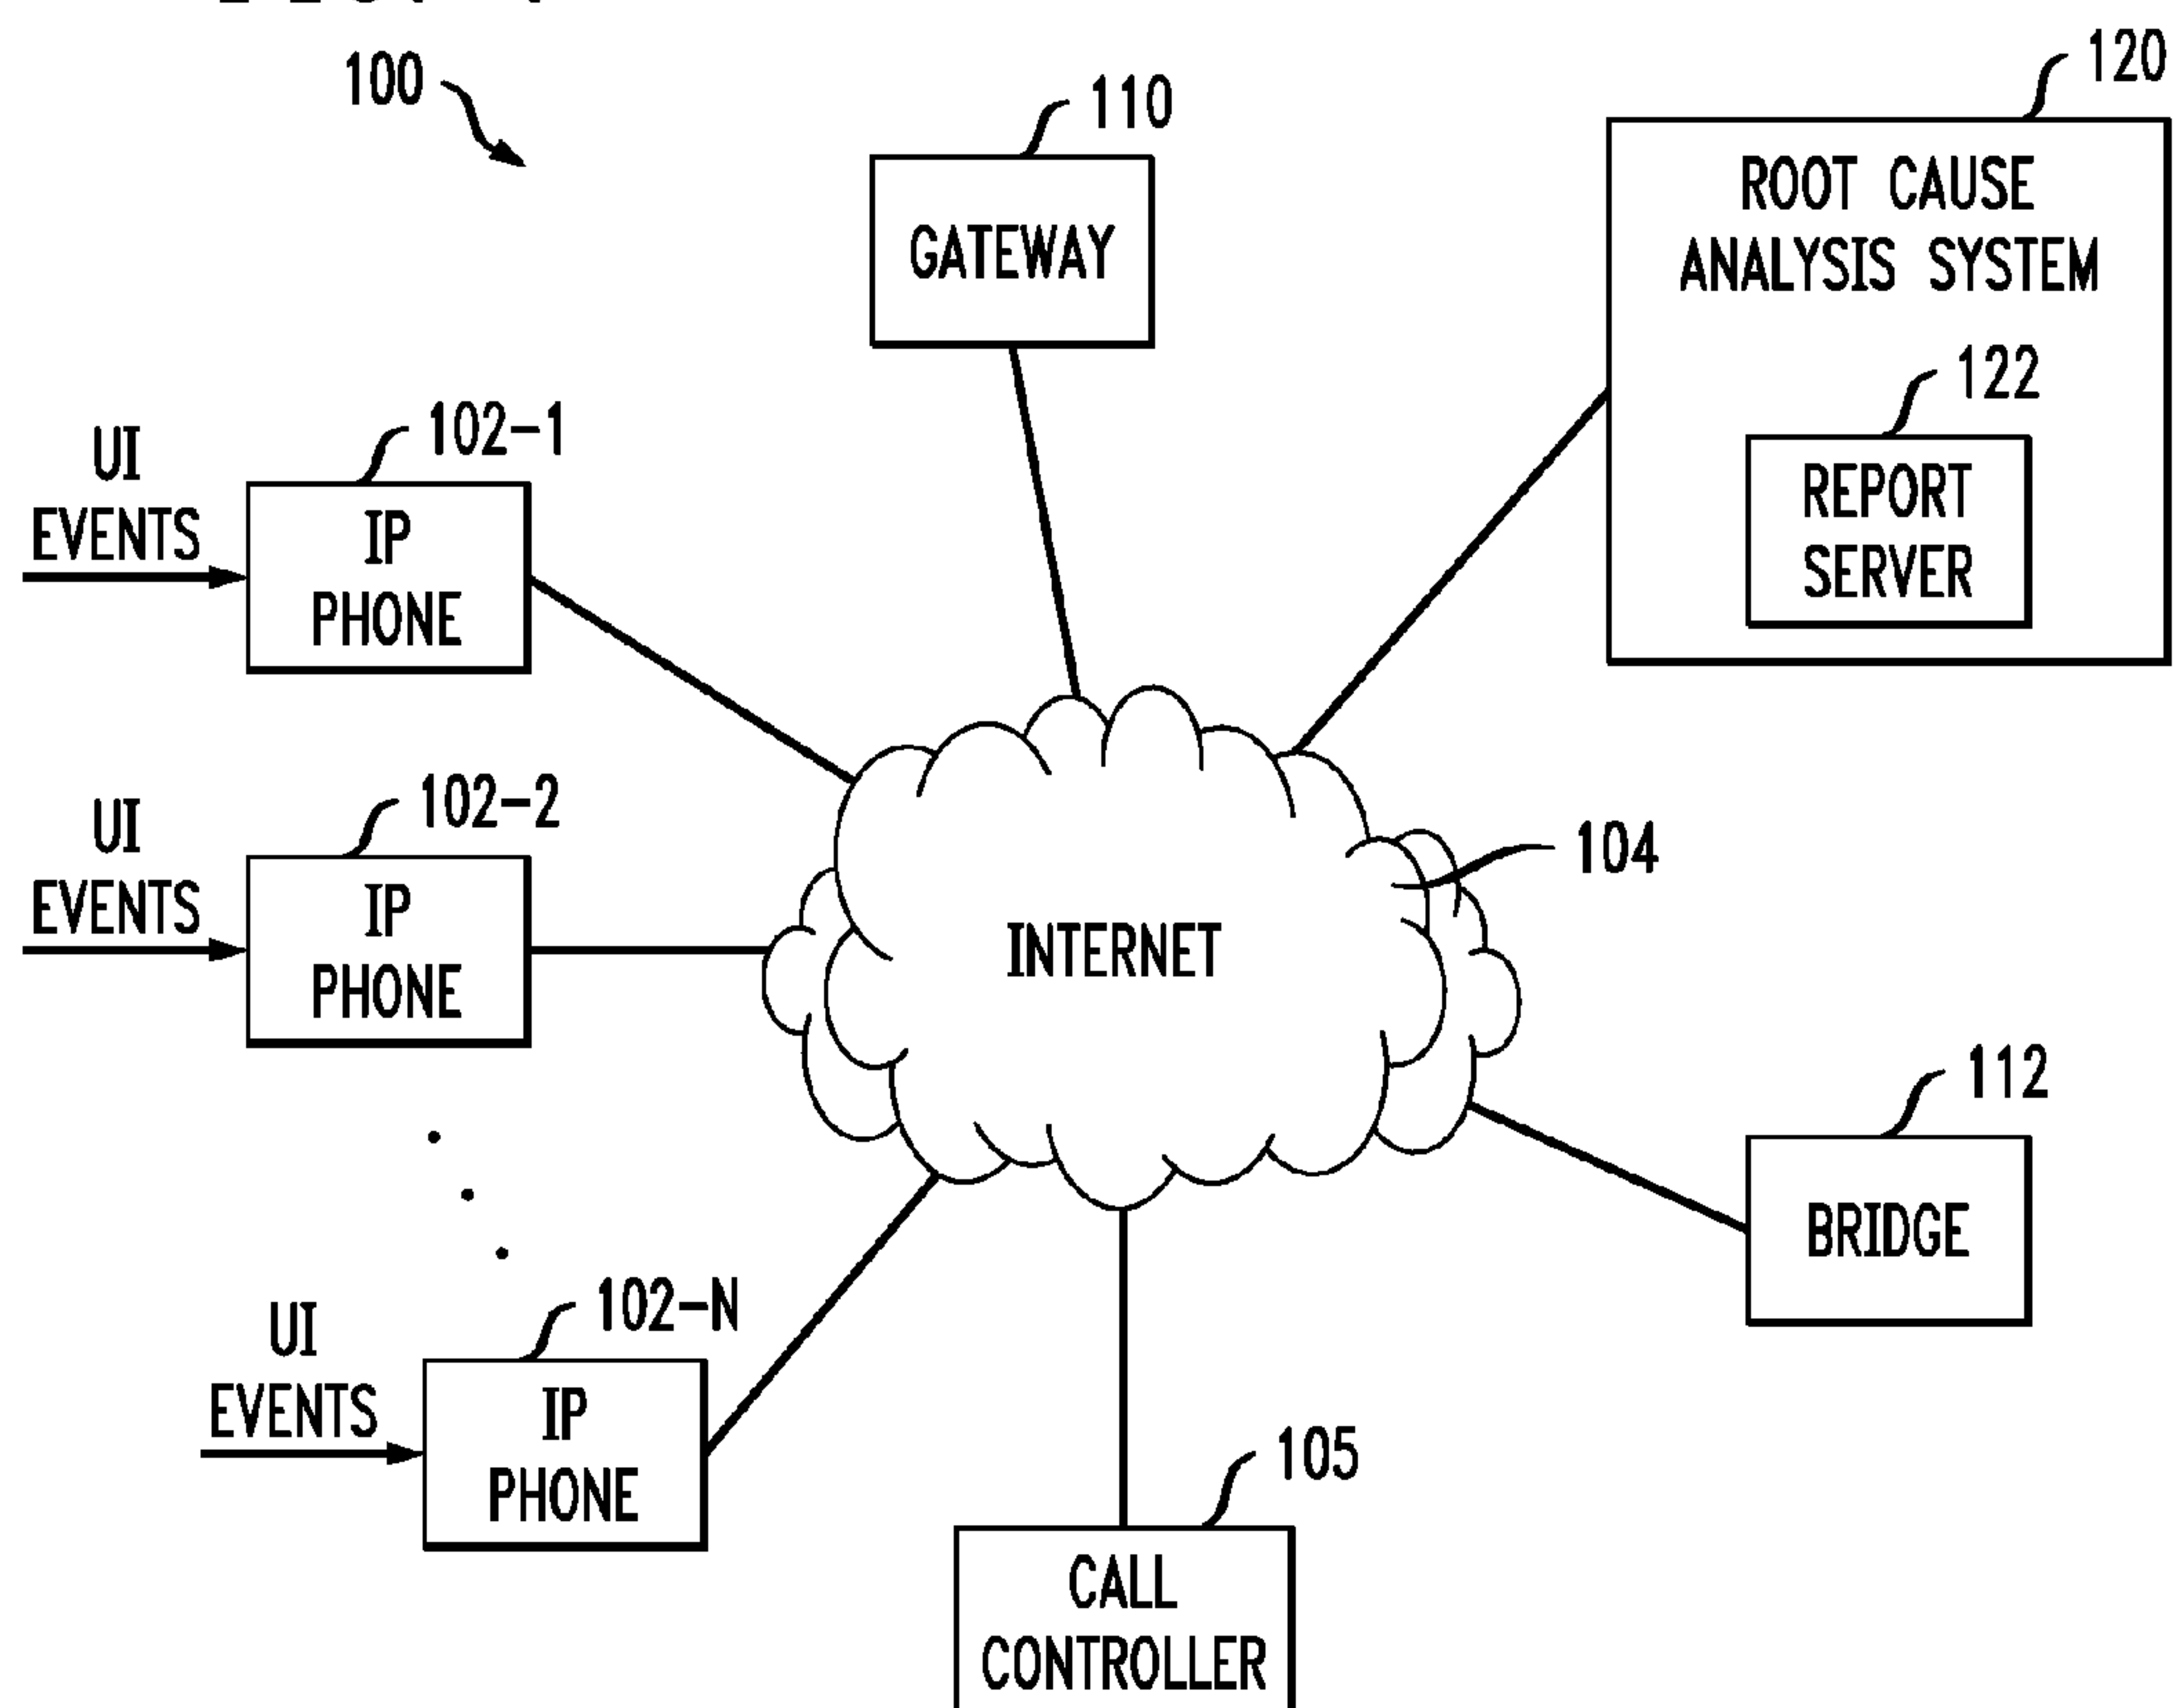 100
110
120
GATEWAY
ROOT CAUSE
ANALYSIS SYSTEM
122
REPORT
SERVER
102-1
UI
EVENTS
IP
PHONE
102-2
UI
EVENTS
IP
PHONE
104
INTERNET
112
BRIDGE
102-N
UI
EVENTS
IP
PHONE
105
CALL
CONTROLLER